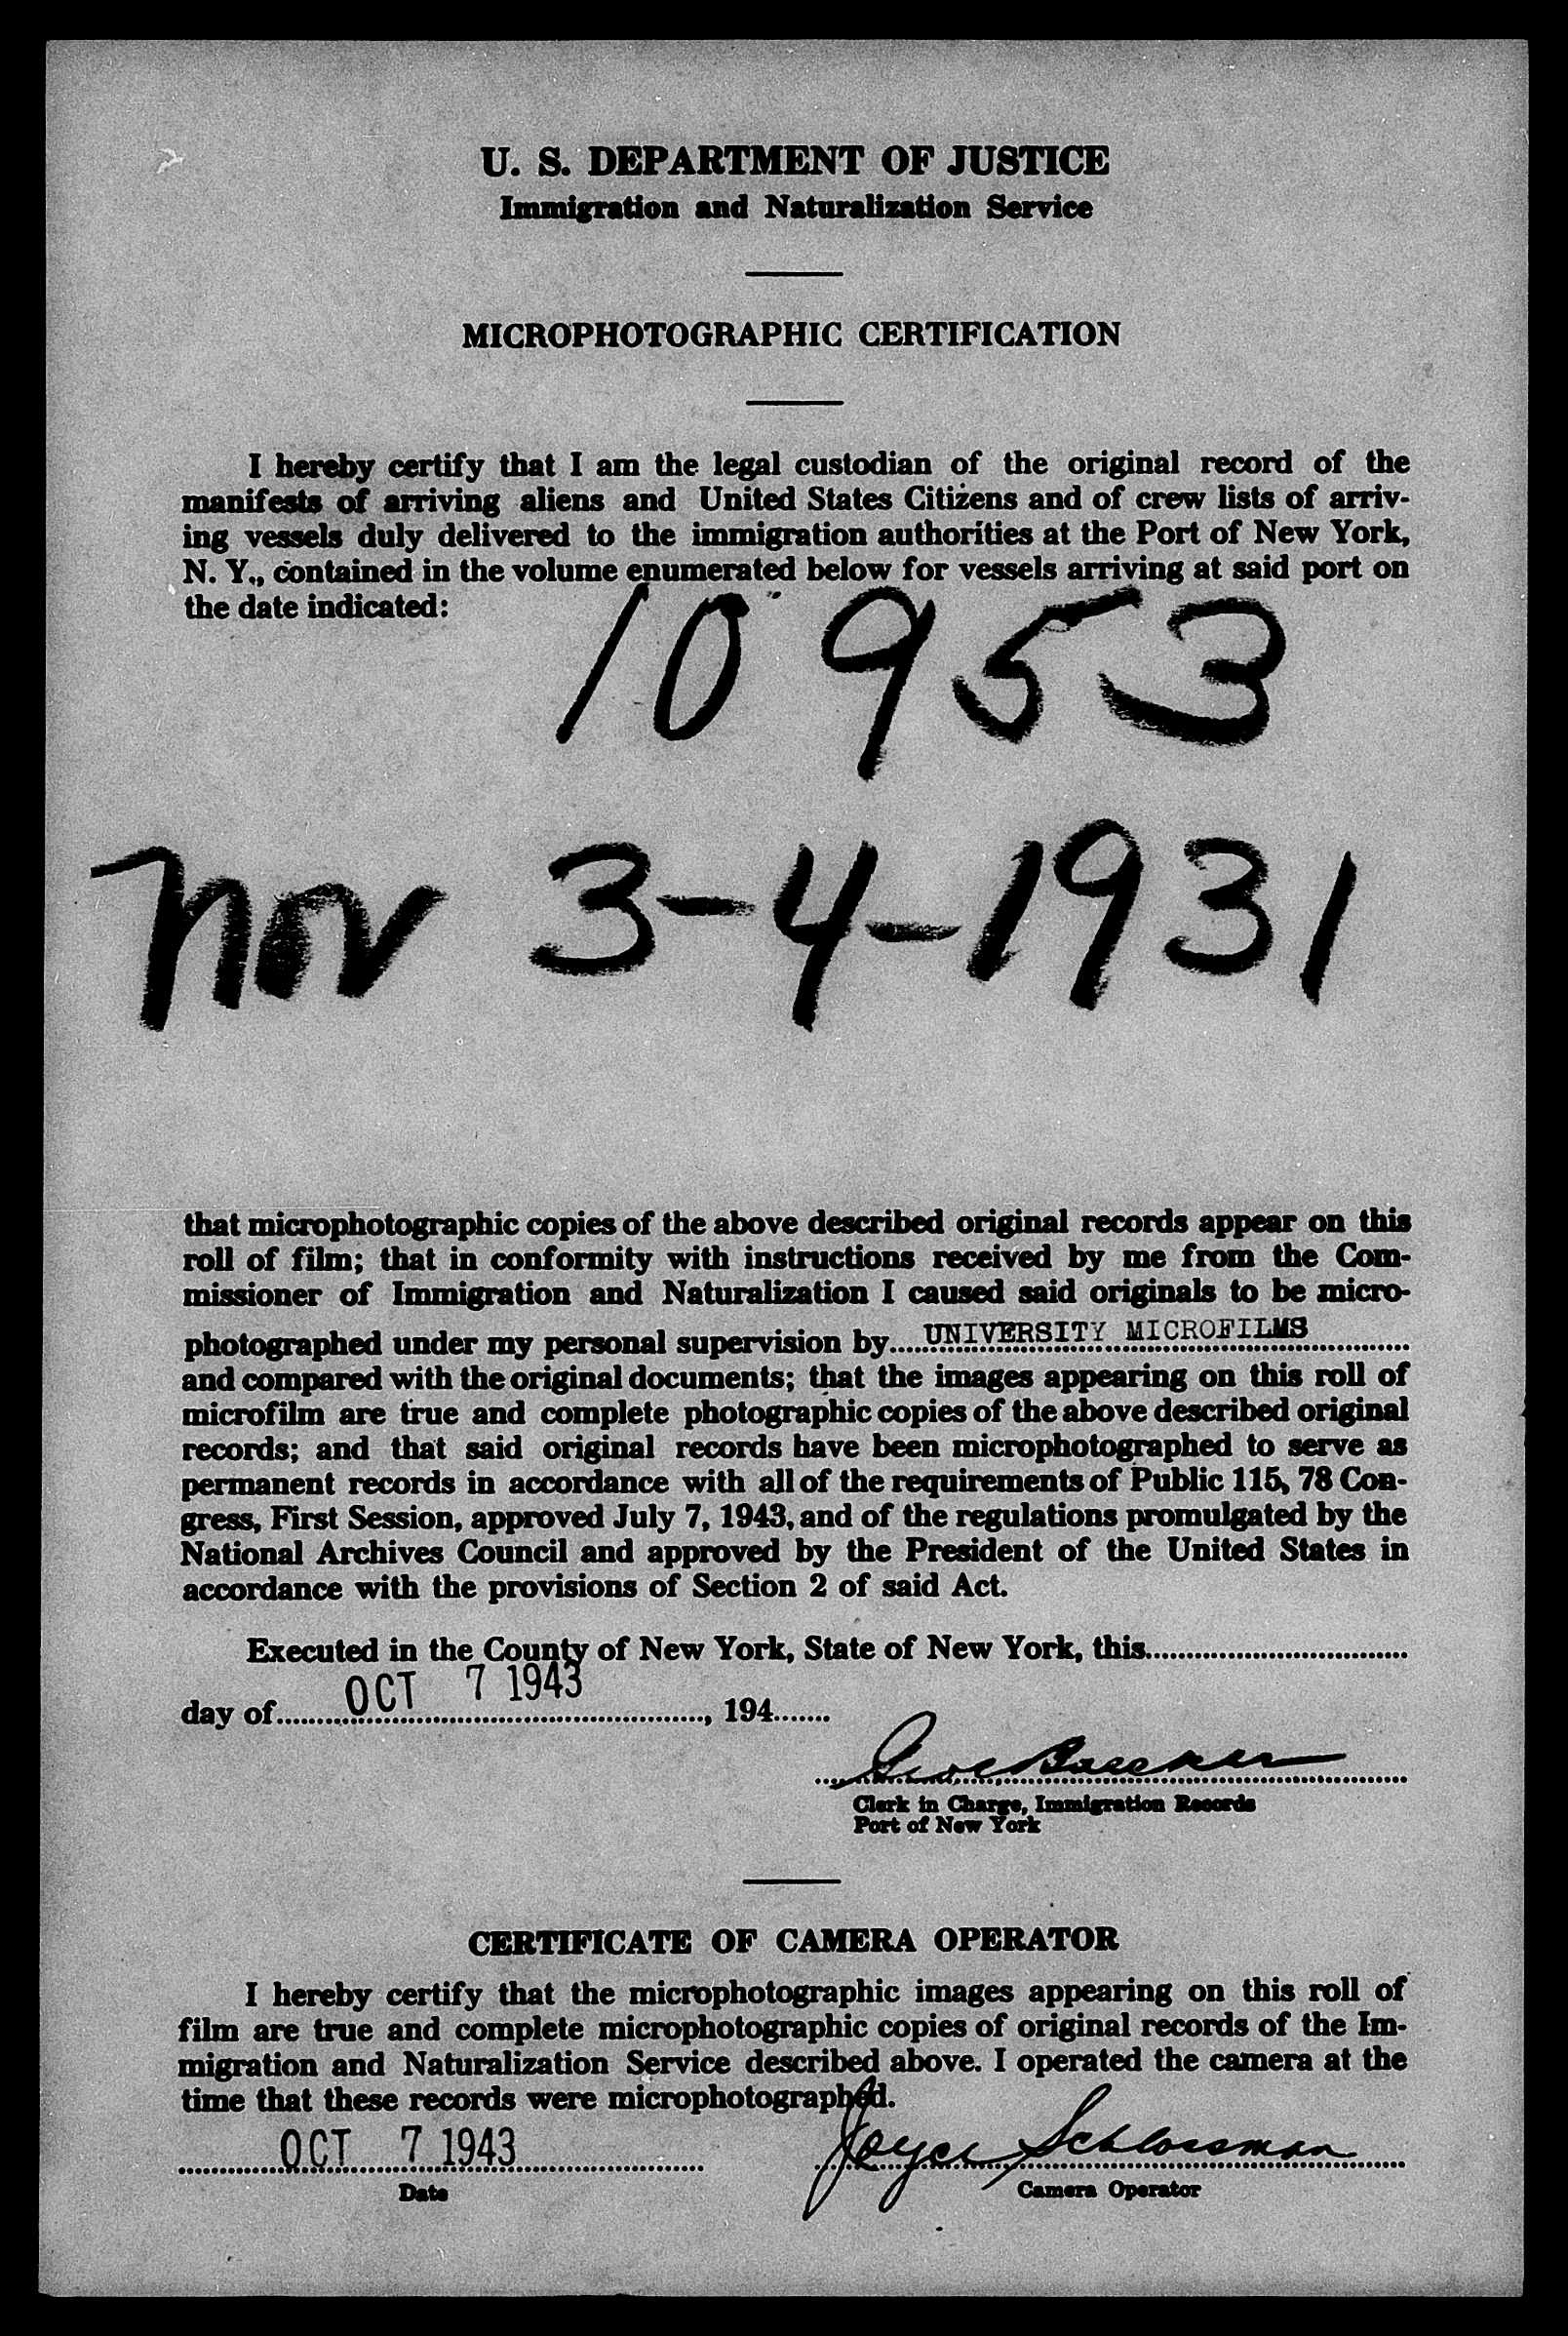 U. S. DEPARTMENT OF JUSTICE
Immigration and Naturalization Service
MICROPHOTOGRAPHIC CERTIFICATION
I hereby certify that I am the legal custodian of the original record of the
manifests of arriving aliens and United States Citizens and of crew lists of arriv-
ing vessels duly delivered to the immigration authorities at the Port of New York,
N. Y., contained in the volume enumerated below for vessels arriving at said port on
the date indicated:
10953
Nov 3-4-1931
that microphotographic copies of the above described original records appear on this
roll of film; that in conformity with instructions received by me from the Com-
missioner of Immigration and Naturalization I caused said originals to be micro-
photographed under my personal supervision by UNIVERSITY MICROFILMS
and compared with the original documents; that the images appearing on this roll of
microfilm are true and complete photographic copies of the above described original
records; and that said original records have been microphotographed to serve as
permanent records in accordance with all of the requirements of Public 115, 78 Con-
gress, First Session, approved July 7, 1943, and of the regulations promulgated by the
National Archives Council and approved by the President of the United States in
accordance with the provisions of Section 2 of said Act.
Executed in the County of New York, State of New York, this
day of OCT 7 1943, 194
Clerk in Charge, Immigration Records
Port of New York
CERTIFICATE OF CAMERA OPERATOR
I hereby certify that the microphotographic images appearing on this roll of
film are true and complete microphotographic copies of original records of the Im-
migration and Naturalization Service described above. I operated the camera at the
time that these records were microphotographed.
OCT 7 1943 Joyce Schlossman
Date Camera Operator